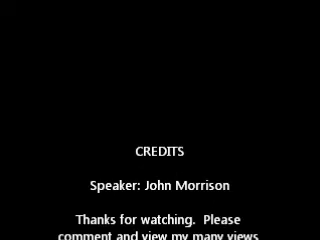 CREDITS
Speaker: John Morrison
Thanks for watching.  Please
comment and view my many views